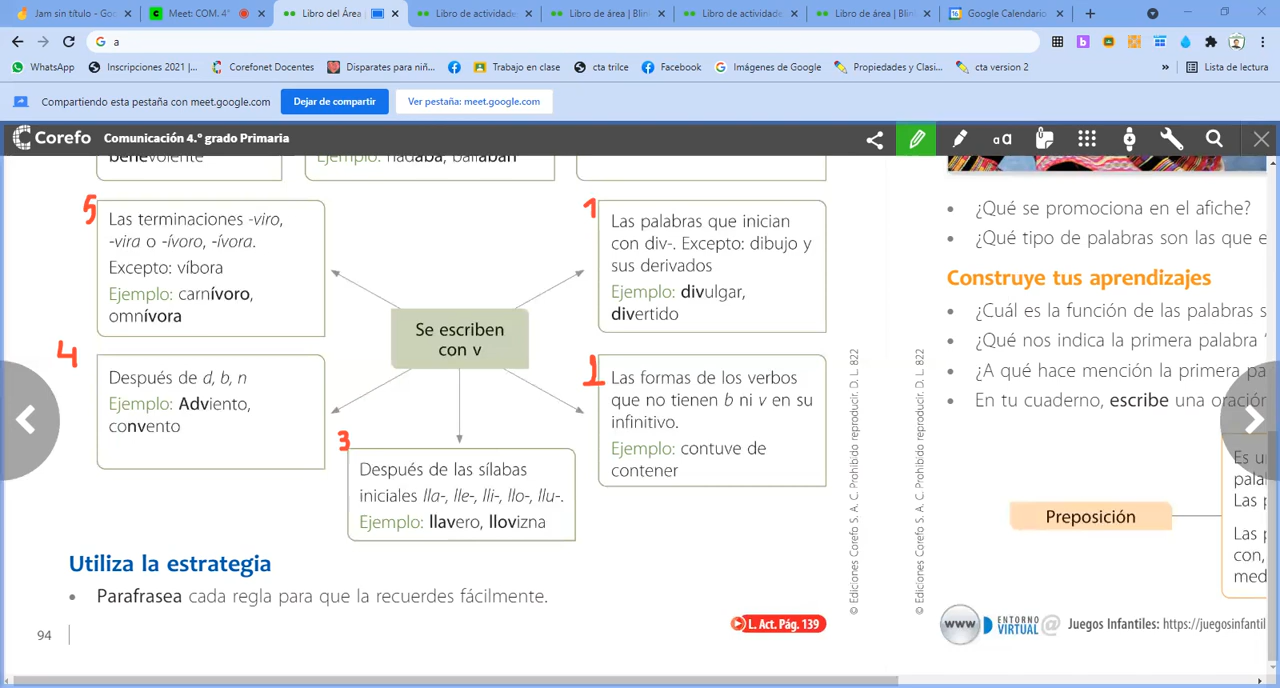 Jam sin título - Goo
Meet: COM. 4°
Libro del Área
Libro de actividade
Libro de área | Blin
Libro de actividade
Libro de área | Blin
Google Calendario
a
WhatsApp
Inscripciones 2021 |...
Corefonet Docentes
Disparates para niñ...
Trabajo en clase
cta trilce
Facebook
Imágenes de Google
Propiedades y Clasi...
cta version 2
»
Lista de lectura
Compartiendo esta pestaña con meet.google.com
Dejar de compartir
Ver pestaña: meet.google.com
Corefo
Comunicación 4.° grado Primaria
aa
benevolente
Ejemplo: nadaba, bailaban
5
Las terminaciones -viro,
-vira o -ívoro, -ívora.
Excepto: víbora
Ejemplo: carnívoro,
omnívora
1
Las palabras que inician
con div-. Excepto: dibujo y
sus derivados
Ejemplo: divulgar,
divertido
Se escriben
con v
4
Después de d, b, n
Ejemplo: Adviento,
convento
Las formas de los verbos
que no tienen b ni v en su
infinitivo.
Ejemplo: contuve de
contener
3
Después de las sílabas
iniciales lla-, lle-, lli-, llo-, llu-.
Ejemplo: llavero, llovizna
Utiliza la estrategia
• Parafrasea cada regla para que la recuerdes fácilmente.
94
L. Act. Pág. 139
© Ediciones Corefo S. A. C. Prohibido reproducir. D. L. 822
© Ediciones Corefo S. A. C. Prohibido reproducir. D. L. 822
• ¿Qué se promociona en el afiche?
• ¿Qué tipo de palabras son las que e
Construye tus aprendizajes
• ¿Cuál es la función de las palabras s
• ¿Qué nos indica la primera palabra
• ¿A qué hace mención la primera pa
• En tu cuaderno, escribe una oración
Es u
pala
Las p
Preposición
Las p
con,
med
www
ENTORNO
VIRTUAL
@
Juegos Infantiles: https://juegosinfantil